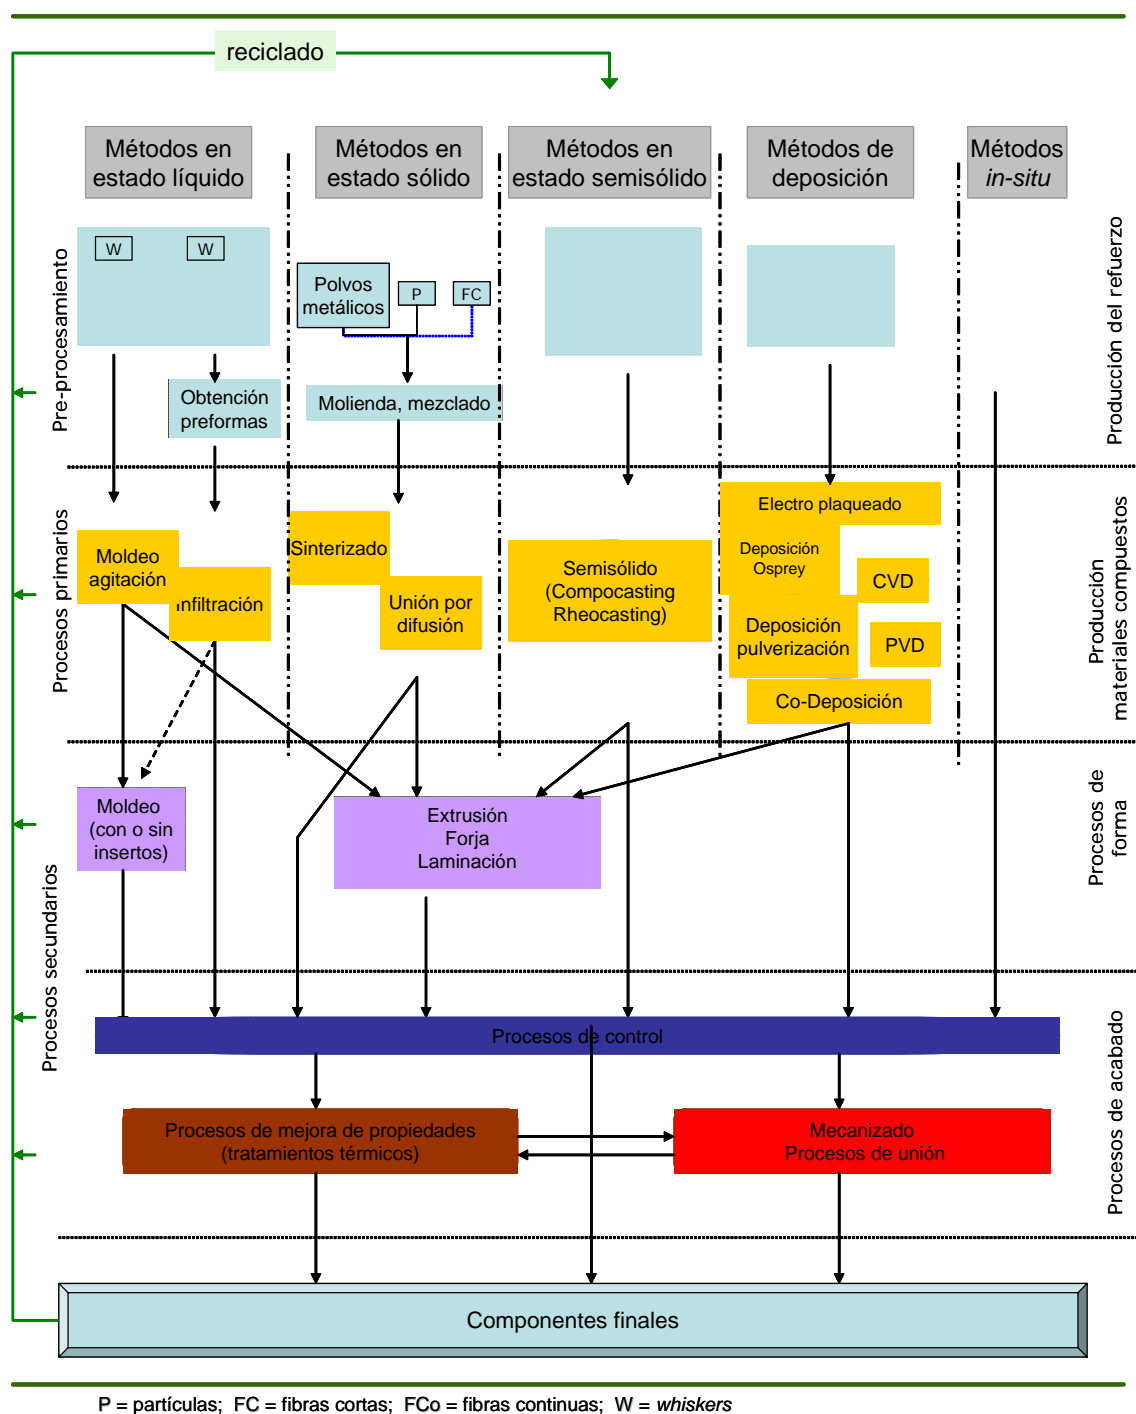 reciclado
Métodos en
estado líquido
Métodos en
estado sólido
Métodos en
estado semisólido
Métodos de
deposición
Métodos
in-situ
Pre-procesamiento
W
W
Polvos
metálicos
P
FC
Producción del refuerzo
Obtención
preformas
Molienda, mezclado
Procesos primarios
Moldeo
agitación
Infiltración
Sinterizado
Unión por
difusión
Semisólido
(Compocasting
Rheocasting)
Electro plaqueado
Deposición
Osprey
CVD
Deposición
pulverización
PVD
Co-Deposición
Producción
materiales compuestos
Procesos secundarios
Moldeo
(con o sin
insertos)
Extrusión
Forja
Laminación
Procesos de
forma
Procesos de control
Procesos de mejora de propiedades
(tratamientos térmicos)
Mecanizado
Procesos de unión
Procesos de acabado
Componentes finales
P = partículas; FC = fibras cortas; FCo = fibras continuas; W = whiskers